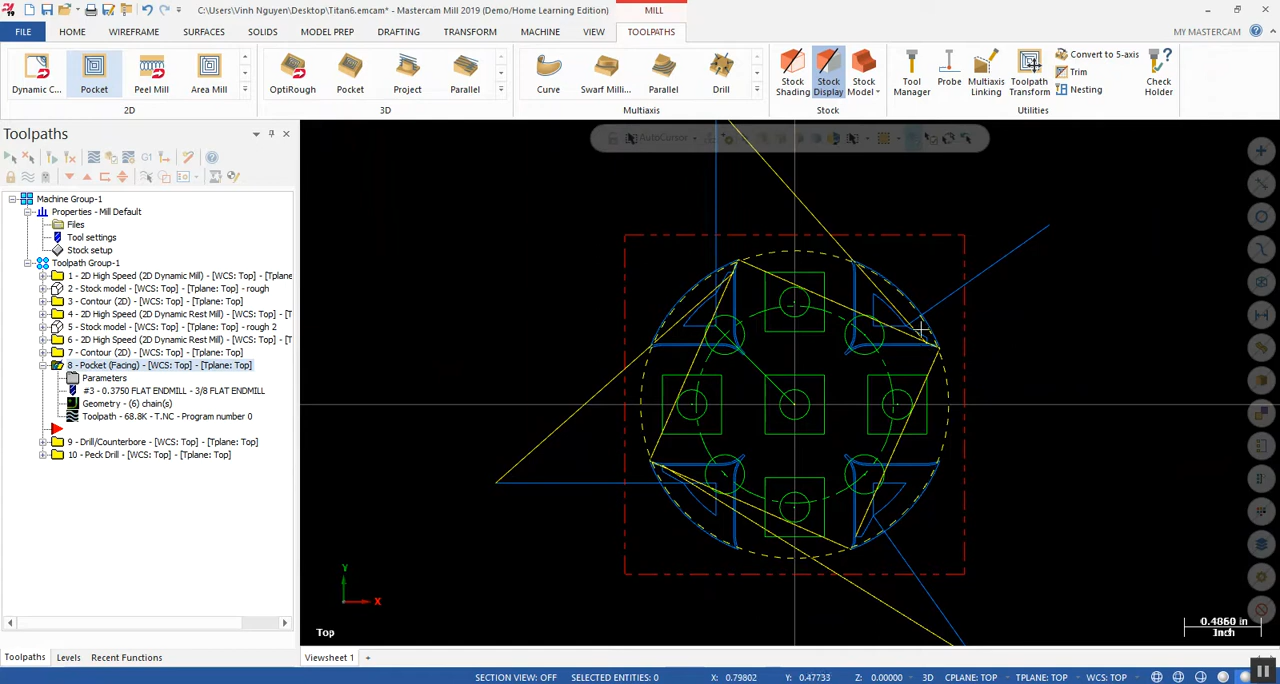 C:\Users\Vinh Nguyen\Desktop\Titan6.emcam* - Mastercam Mill 2019 (Demo/Home Learning Edition)
MILL
FILE HOME WIREFRAME SURFACES SOLIDS MODEL PREP DRAFTING TRANSFORM MACHINE VIEW TOOLPATHS MY MASTERCAM
Dynamic C... Pocket Peel Mill Area Mill
2D
OptiRough Pocket Project Parallel
3D
Curve Swarf Milli... Parallel Drill
Multiaxis
Stock Shading
Stock Display
Stock Model
Stock
Tool Manager
Probe
Multiaxis Linking
Toolpath Transform
Convert to 5-axis
Trim
Nesting
Check Holder
Utilities
Toolpaths
AutoCursor
G1
Machine Group-1
Properties - Mill Default
Files
Tool settings
Stock setup
Toolpath Group-1
1 - 2D High Speed (2D Dynamic Mill) - [WCS: Top] - [Tplane:
2 - Stock model - [WCS: Top] - [Tplane: Top] - rough
3 - Contour (2D) - [WCS: Top] - [Tplane: Top]
4 - 2D High Speed (2D Dynamic Rest Mill) - [WCS: Top] - [T
5 - Stock model - [WCS: Top] - [Tplane: Top] - rough 2
6 - 2D High Speed (2D Dynamic Rest Mill) - [WCS: Top] - [T
7 - Contour (2D) - [WCS: Top] - [Tplane: Top]
8 - Pocket (Facing) - [WCS: Top] - [Tplane: Top]
Parameters
#3 - 0.3750 FLAT ENDMILL - 3/8 FLAT ENDMILL
Geometry - (6) chain(s)
Toolpath - 68.8K - T.NC - Program number 0
9 - Drill/Counterbore - [WCS: Top] - [Tplane: Top]
10 - Peck Drill - [WCS: Top] - [Tplane: Top]
Y
X
Top
0.4860 in
Inch
Toolpaths Levels Recent Functions
Viewsheet 1 +
SECTION VIEW: OFF SELECTED ENTITIES: 0 X: 0.79802 Y: 0.47733 Z: 0.00000 3D CPLANE: TOP TPLANE: TOP WCS: TOP